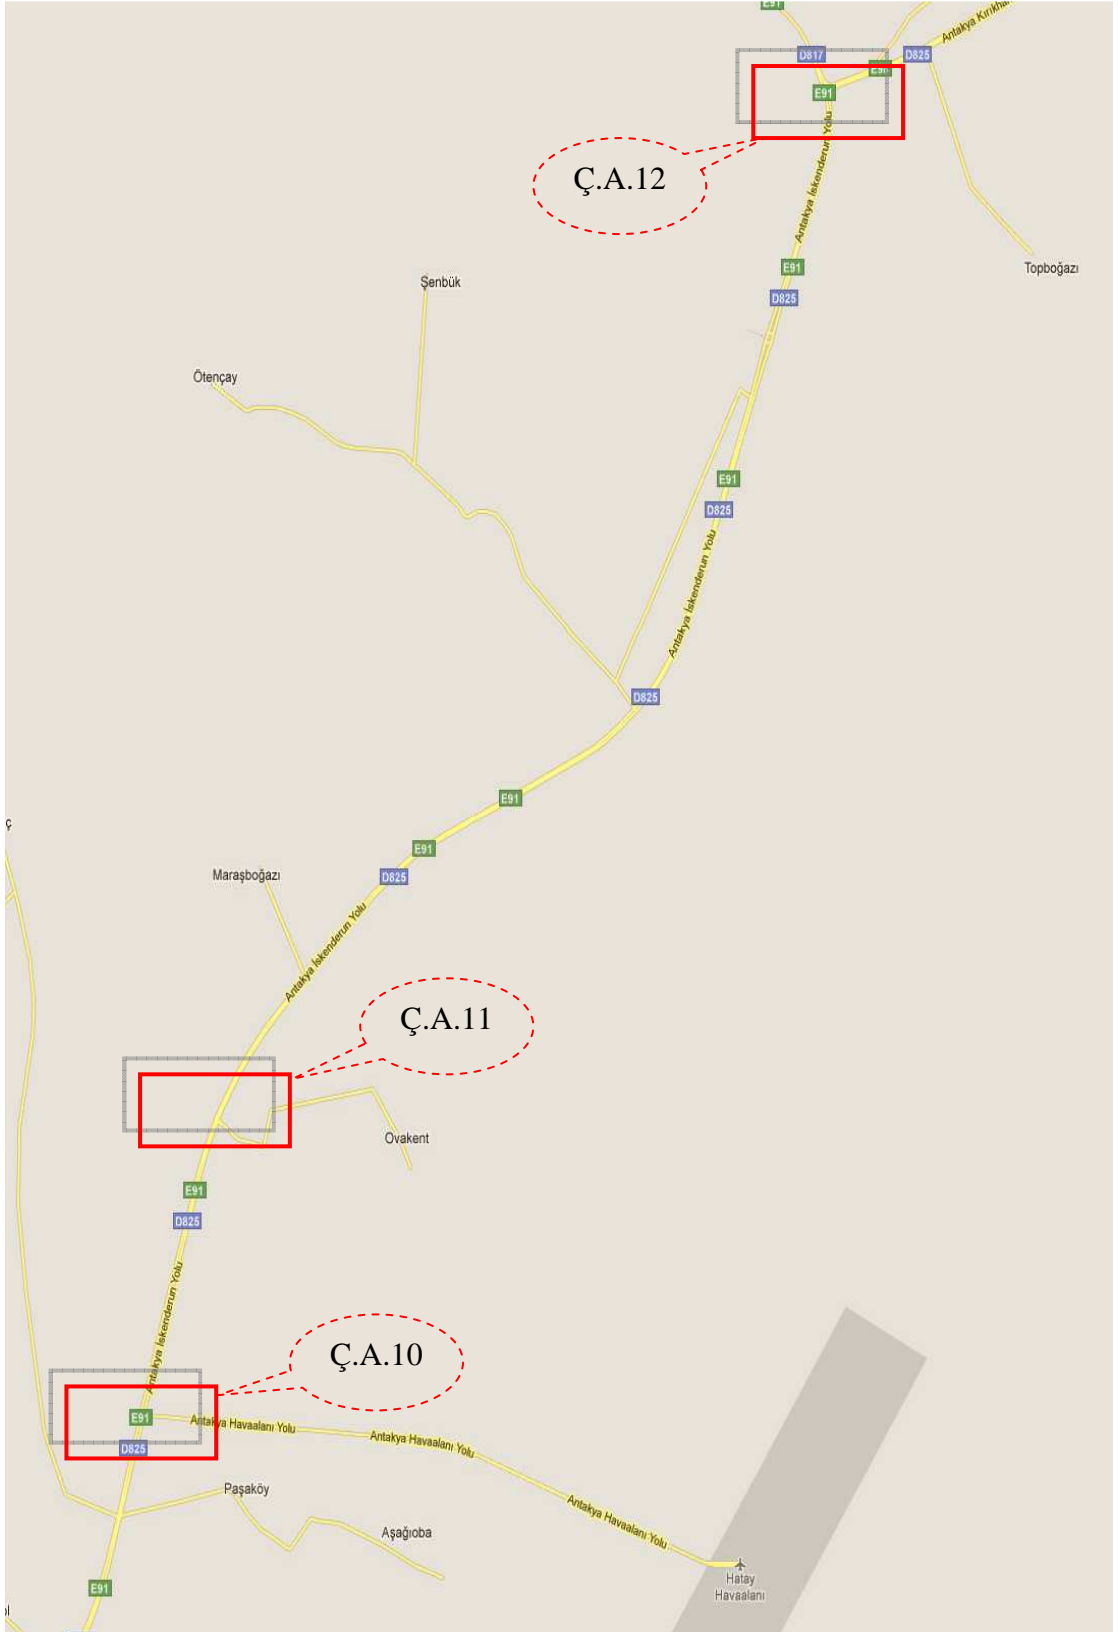 E91
Antakya Kırıkhan
D817
D825
E91
E91
Antakya İskenderun Yolu
Ç.A.12
Topboğazı
E91
D825
Şenbük
Ötençay
E91
D825
Antakya İskenderun Yolu
D825
E91
ç
E91
D825
Maraşboğazı
Antakya İskenderun Yolu
Ç.A.11
Ovakent
E91
D825
Antakya İskenderun Yolu
Ç.A.10
E91
Antakya Havaalanı Yolu
Antakya Havaalanı Yolu
D825
Paşaköy
Antakya Havaalanı Yolu
Aşağıoba
Hatay
Havaalanı
E91